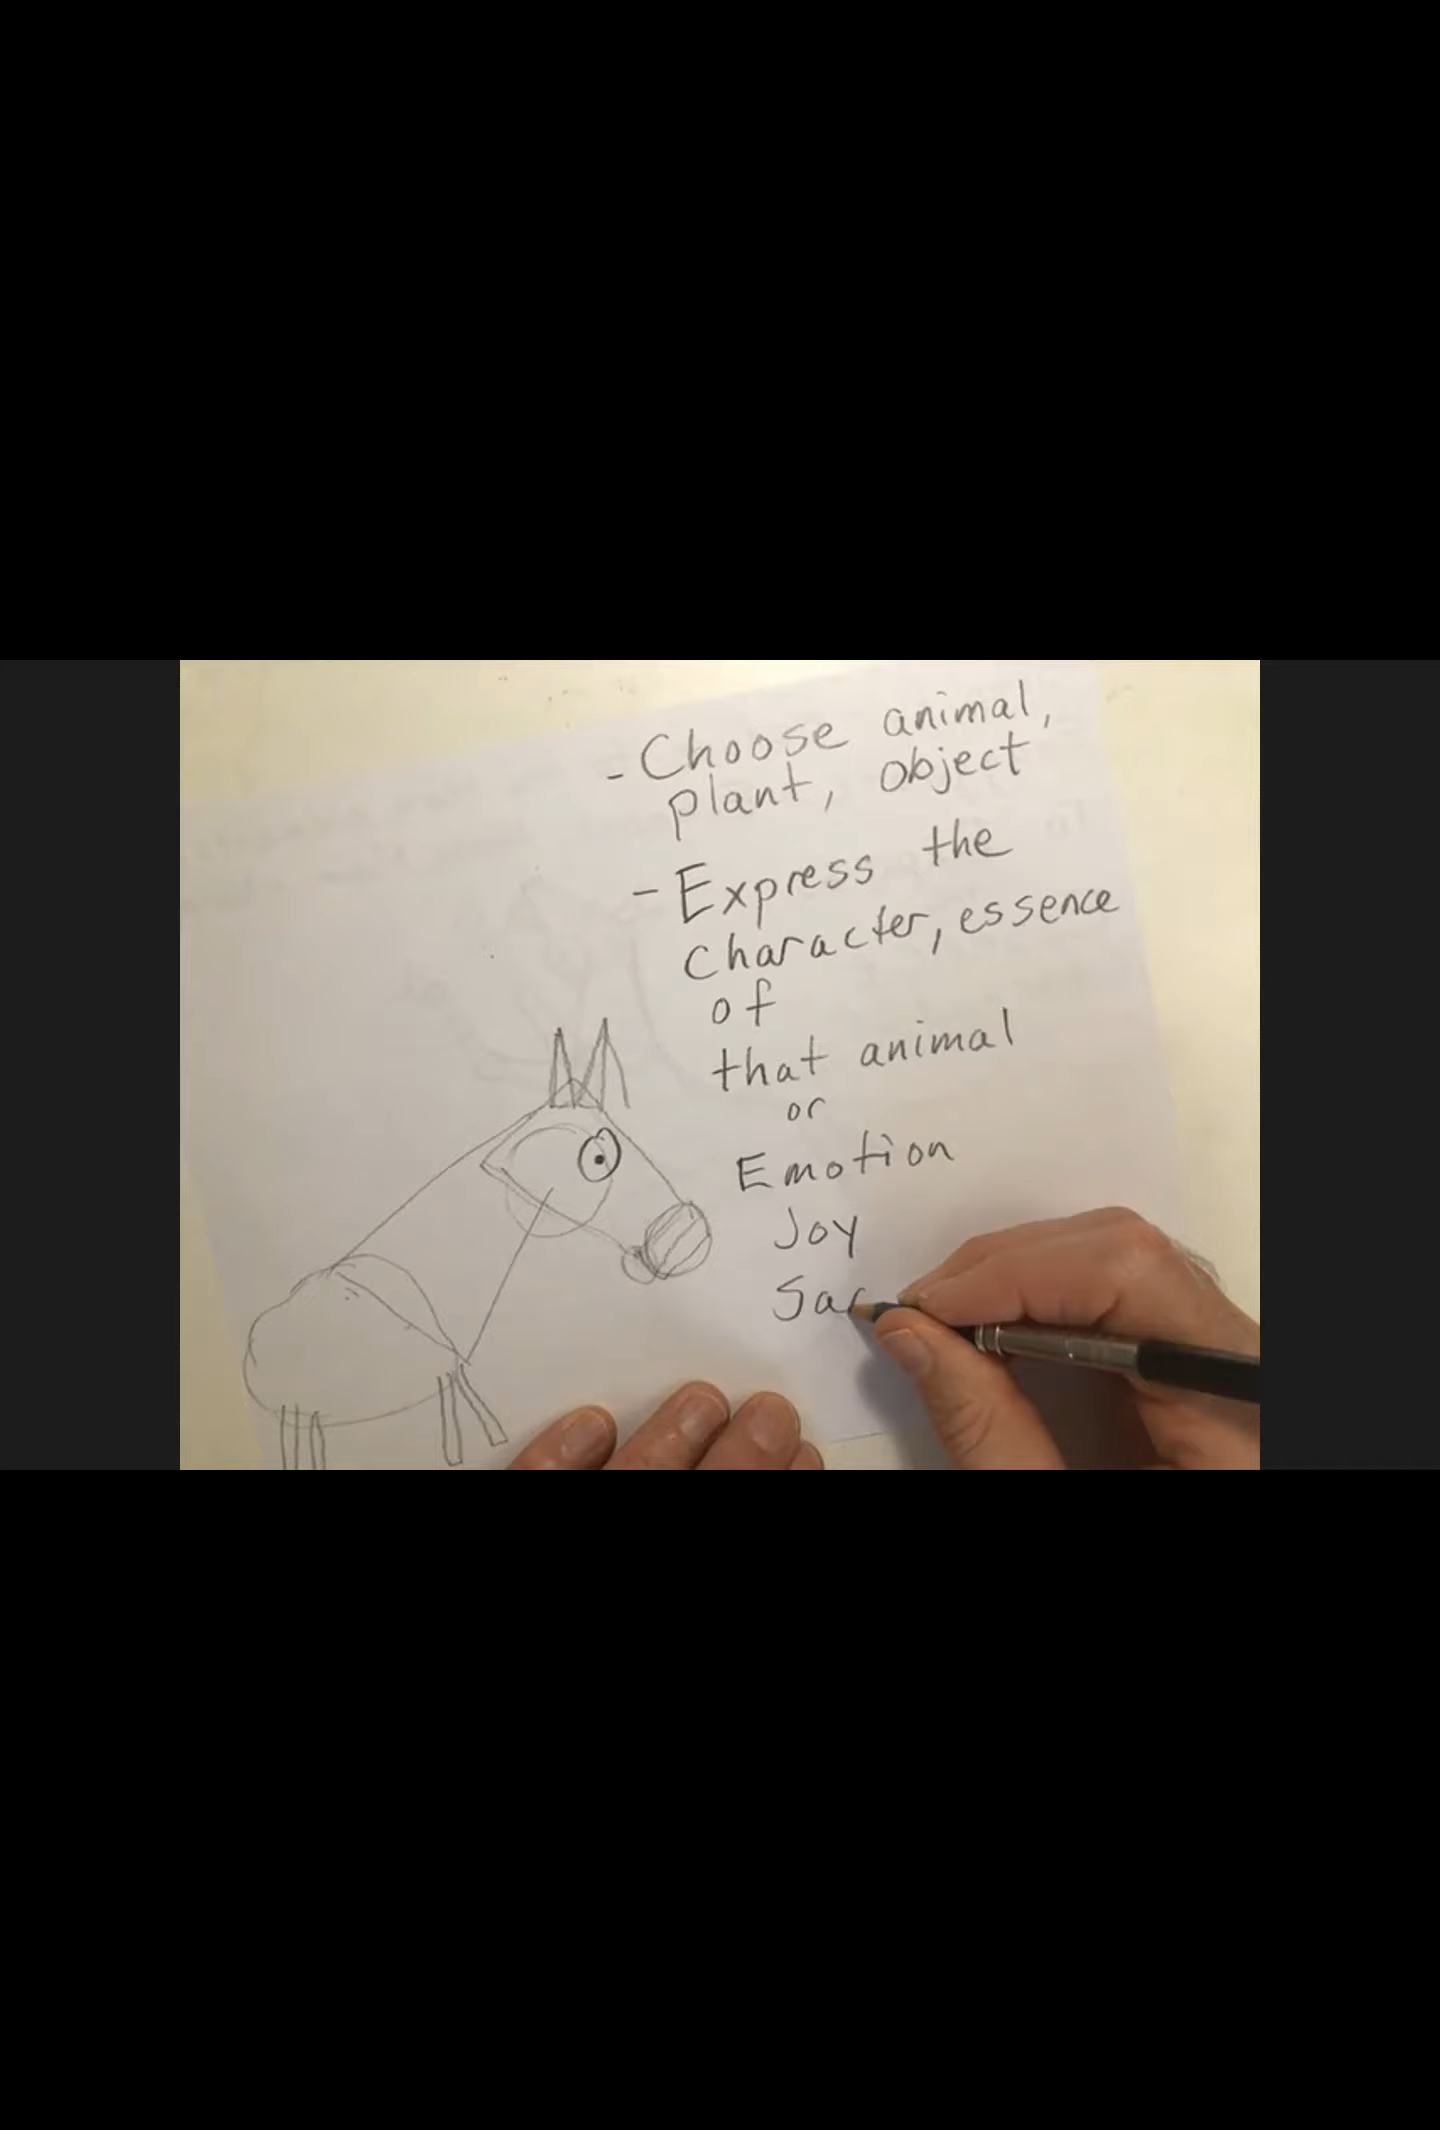 - Choose animal,
plant, object
- Express the
character, essence
of
that animal
or
Emotion
Joy